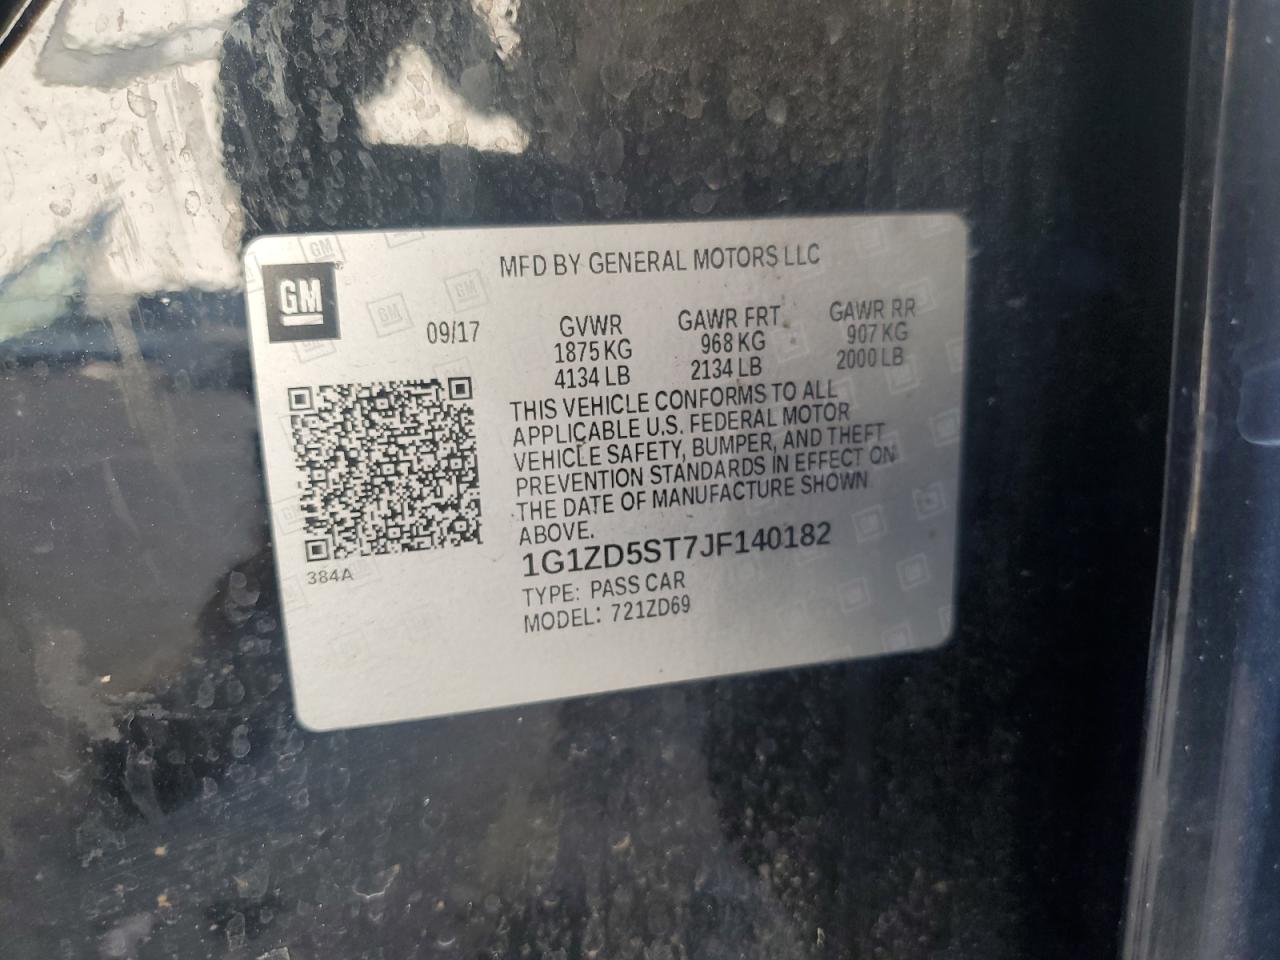 GM
MFD BY GENERAL MOTORS LLC
09/17
GVWR GAWR FRT GAWR RR
1875 KG 968 KG 907 KG
4134 LB 2134 LB 2000 LB
THIS VEHICLE CONFORMS TO ALL
APPLICABLE U.S. FEDERAL MOTOR
VEHICLE SAFETY, BUMPER, AND THEFT
PREVENTION STANDARDS IN EFFECT ON
THE DATE OF MANUFACTURE SHOWN
ABOVE.
1G1ZD5ST7JF140182
384A
TYPE: PASS CAR
MODEL: 721ZD69